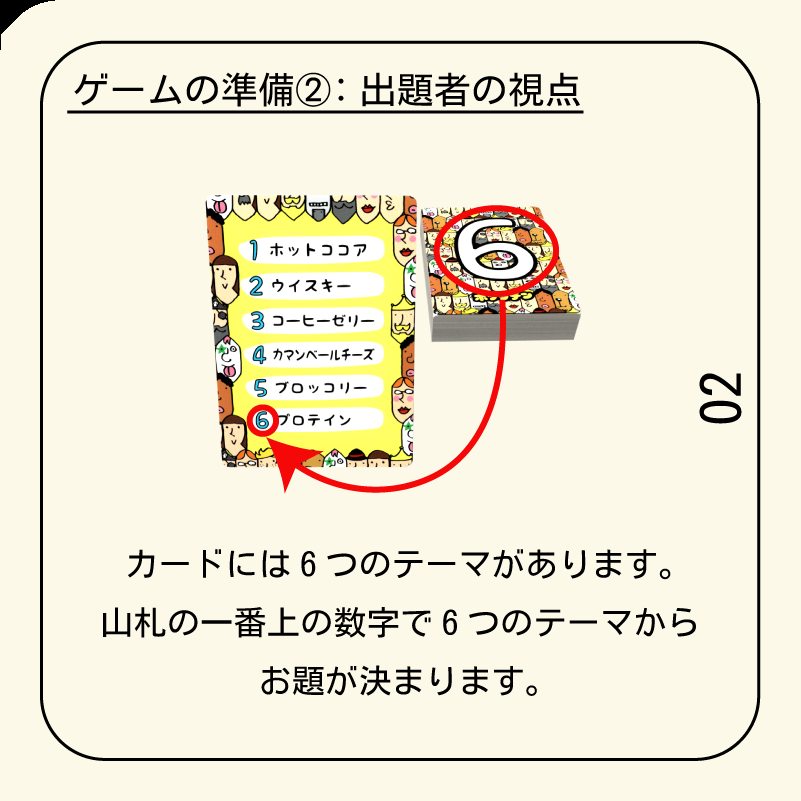 ゲームの準備②：出題者の視点
1 ホットココア
2 ウイスキー
3 コーヒーゼリー
4 カマンベールチーズ
5 ブロッコリー
6 プロテイン
6
02
カードには6つのテーマがあります。
山札の一番上の数字で6つのテーマから
お題が決まります。